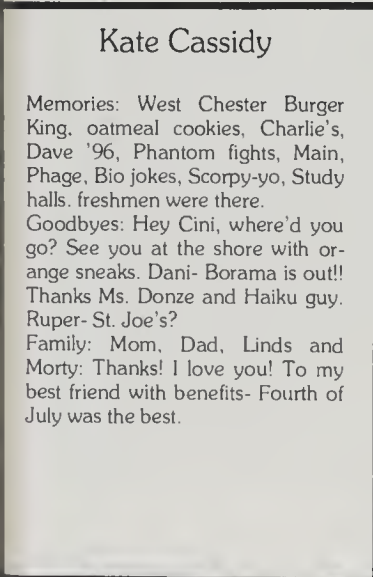 Kate Cassidy
Memories: West Chester Burger
King, oatmeal cookies, Charlie's,
Dave '96, Phantom fights, Main,
Phage, Bio jokes, Scorpy-yo, Study
halls. freshmen were there.
Goodbyes: Hey Cini, where'd you
go? See you at the shore with or-
ange sneaks. Dani- Borama is out!!
Thanks Ms. Donze and Haiku guy.
Ruper- St. Joe's?
Family: Mom, Dad, Linds and
Morty: Thanks! I love you! To my
best friend with benefits- Fourth of
July was the best.